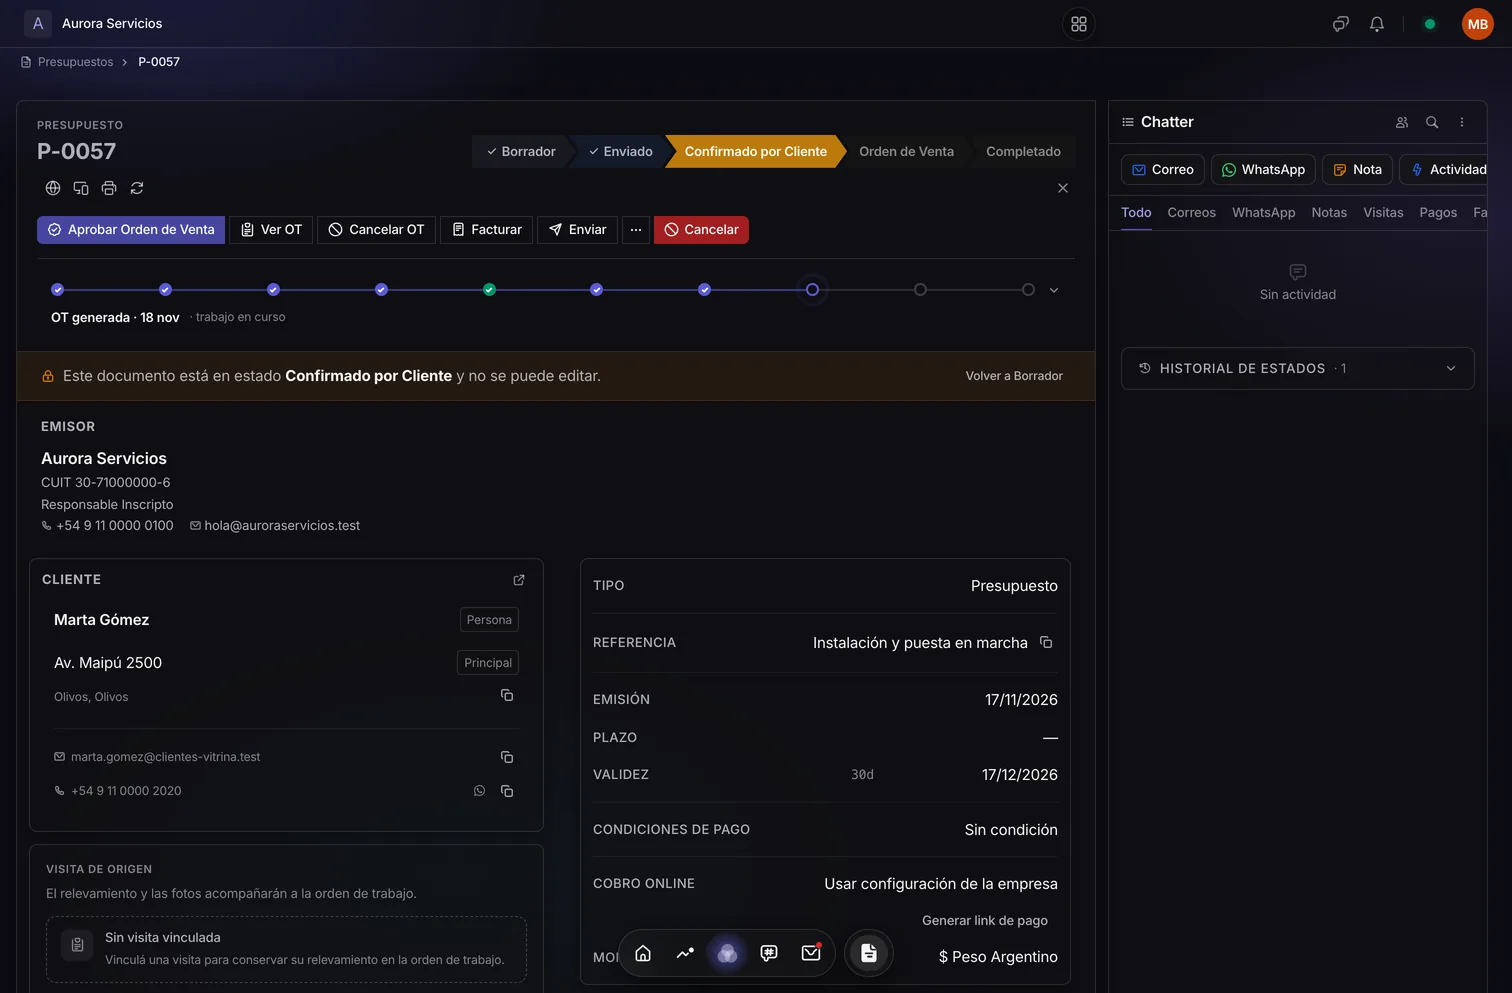 A Aurora Servicios
MB
Presupuestos > P-0057
PRESUPUESTO
P-0057
Borrador
Enviado
Confirmado por Cliente
Orden de Venta
Completado
Aprobar Orden de Venta
Ver OT
Cancelar OT
Facturar
Enviar
...
Cancelar
OT generada · 18 nov · trabajo en curso
Este documento está en estado Confirmado por Cliente y no se puede editar.
Volver a Borrador
EMISOR
Aurora Servicios
CUIT 30-71000000-6
Responsable Inscripto
+54 9 11 0000 0100 hola@auroraservicios.test
CLIENTE
Marta Gómez
Persona
Av. Maipú 2500
Principal
Olivos, Olivos
marta.gomez@clientes-vitrina.test
+54 9 11 0000 2020
VISITA DE ORIGEN
El relevamiento y las fotos acompañarán a la orden de trabajo.
Sin visita vinculada
Vinculá una visita para conservar su relevamiento en la orden de trabajo.
TIPO Presupuesto
REFERENCIA Instalación y puesta en marcha
EMISIÓN 17/11/2026
PLAZO —
VALIDEZ 30d 17/12/2026
CONDICIONES DE PAGO Sin condición
COBRO ONLINE Usar configuración de la empresa
Generar link de pago
$ Peso Argentino
Chatter
Correo
WhatsApp
Nota
Actividad
Todo
Correos
WhatsApp
Notas
Visitas
Pagos
Sin actividad
HISTORIAL DE ESTADOS · 1